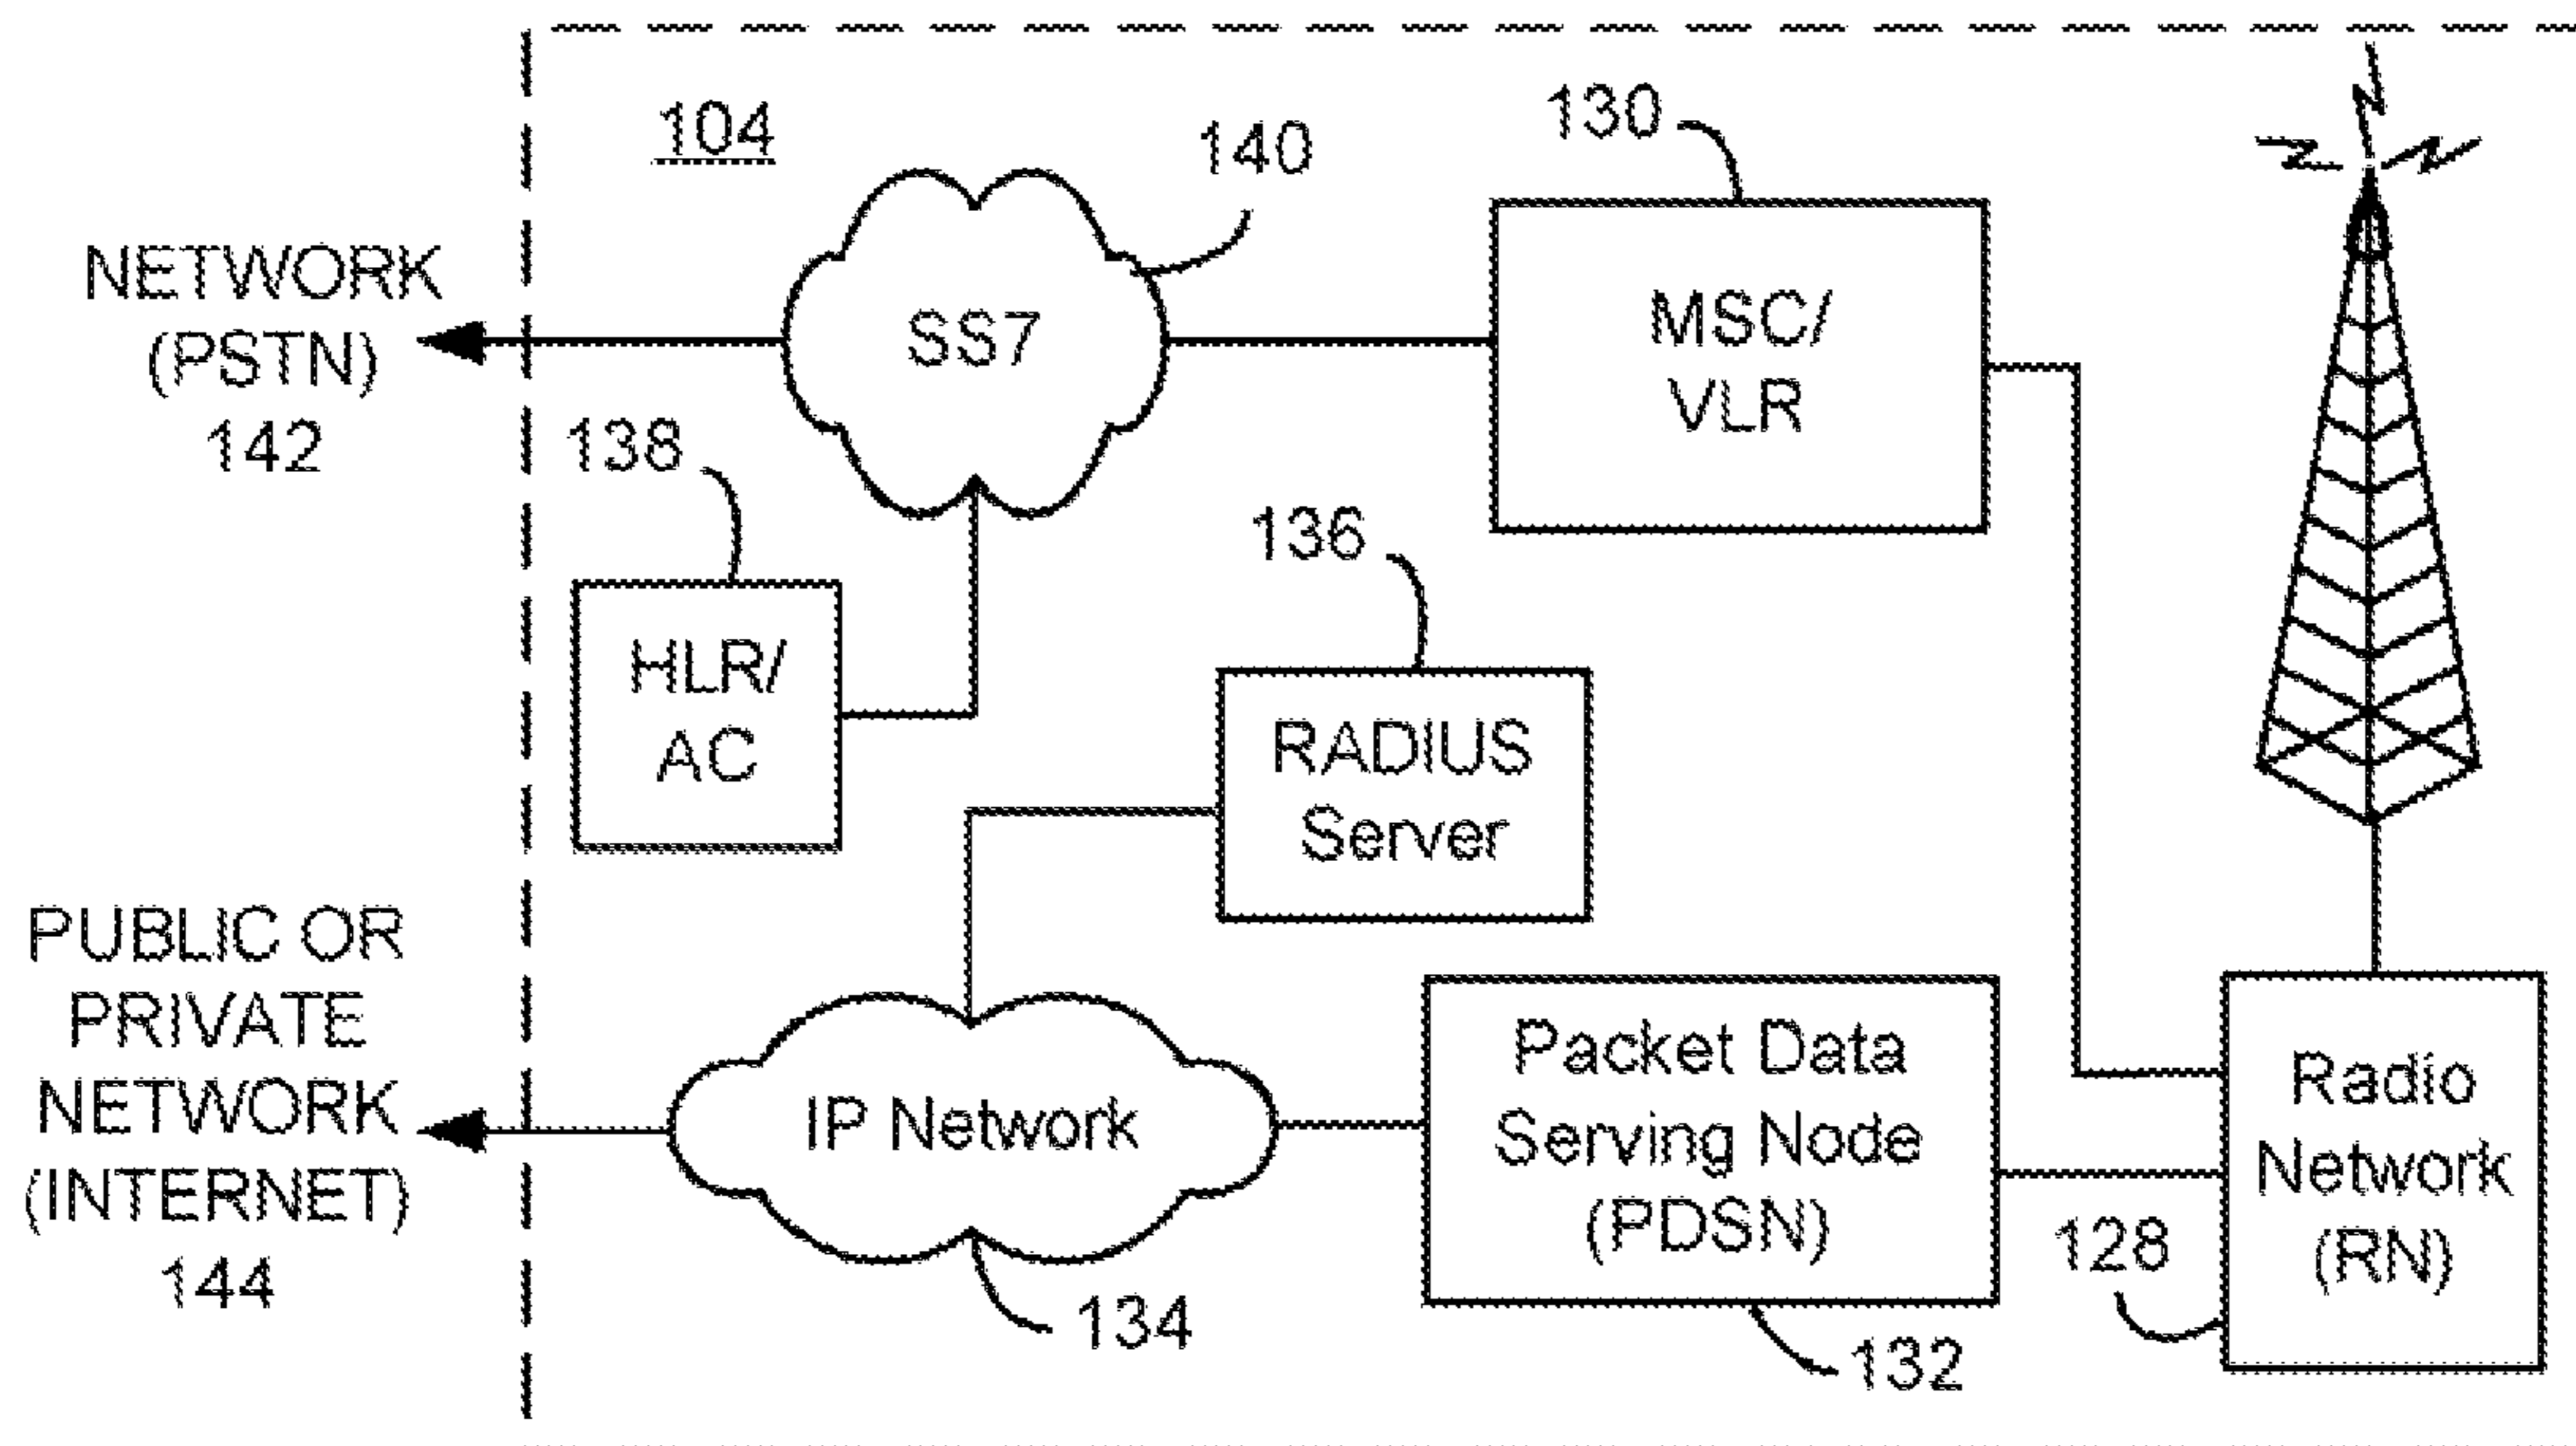 104
140
130
NETWORK
(PSTN)
142
SS7
MSC/
VLR
138
136
HLR/
AC
RADIUS
Server
PUBLIC OR
PRIVATE
NETWORK
(INTERNET)
144
IP Network
Packet Data
Serving Node
(PDSN)
Radio
Network
(RN)
128
134
132